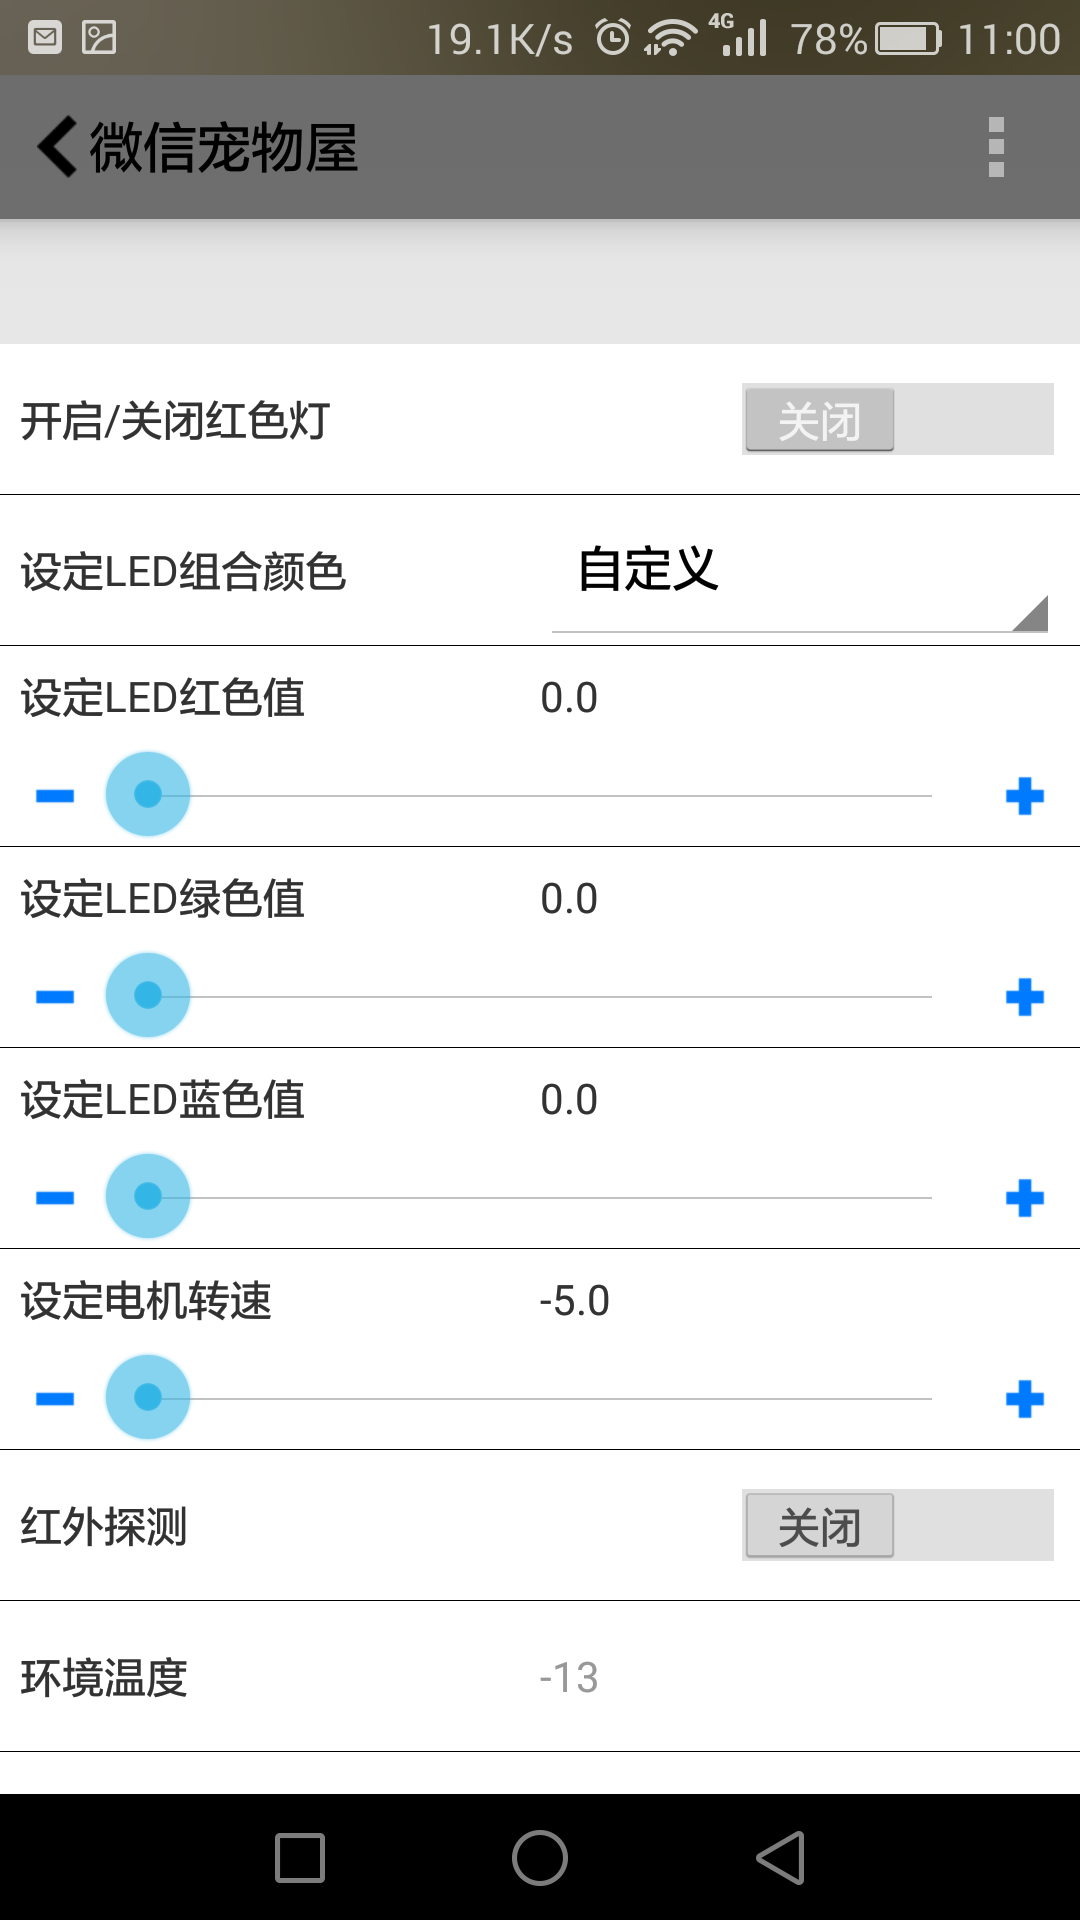 19.1K/s 4G 78% 11:00
微信宠物屋
开启/关闭红色灯 关闭
设定LED组合颜色 自定义
设定LED红色值 0.0
设定LED绿色值 0.0
设定LED蓝色值 0.0
设定电机转速 -5.0
红外探测 关闭
环境温度 -13